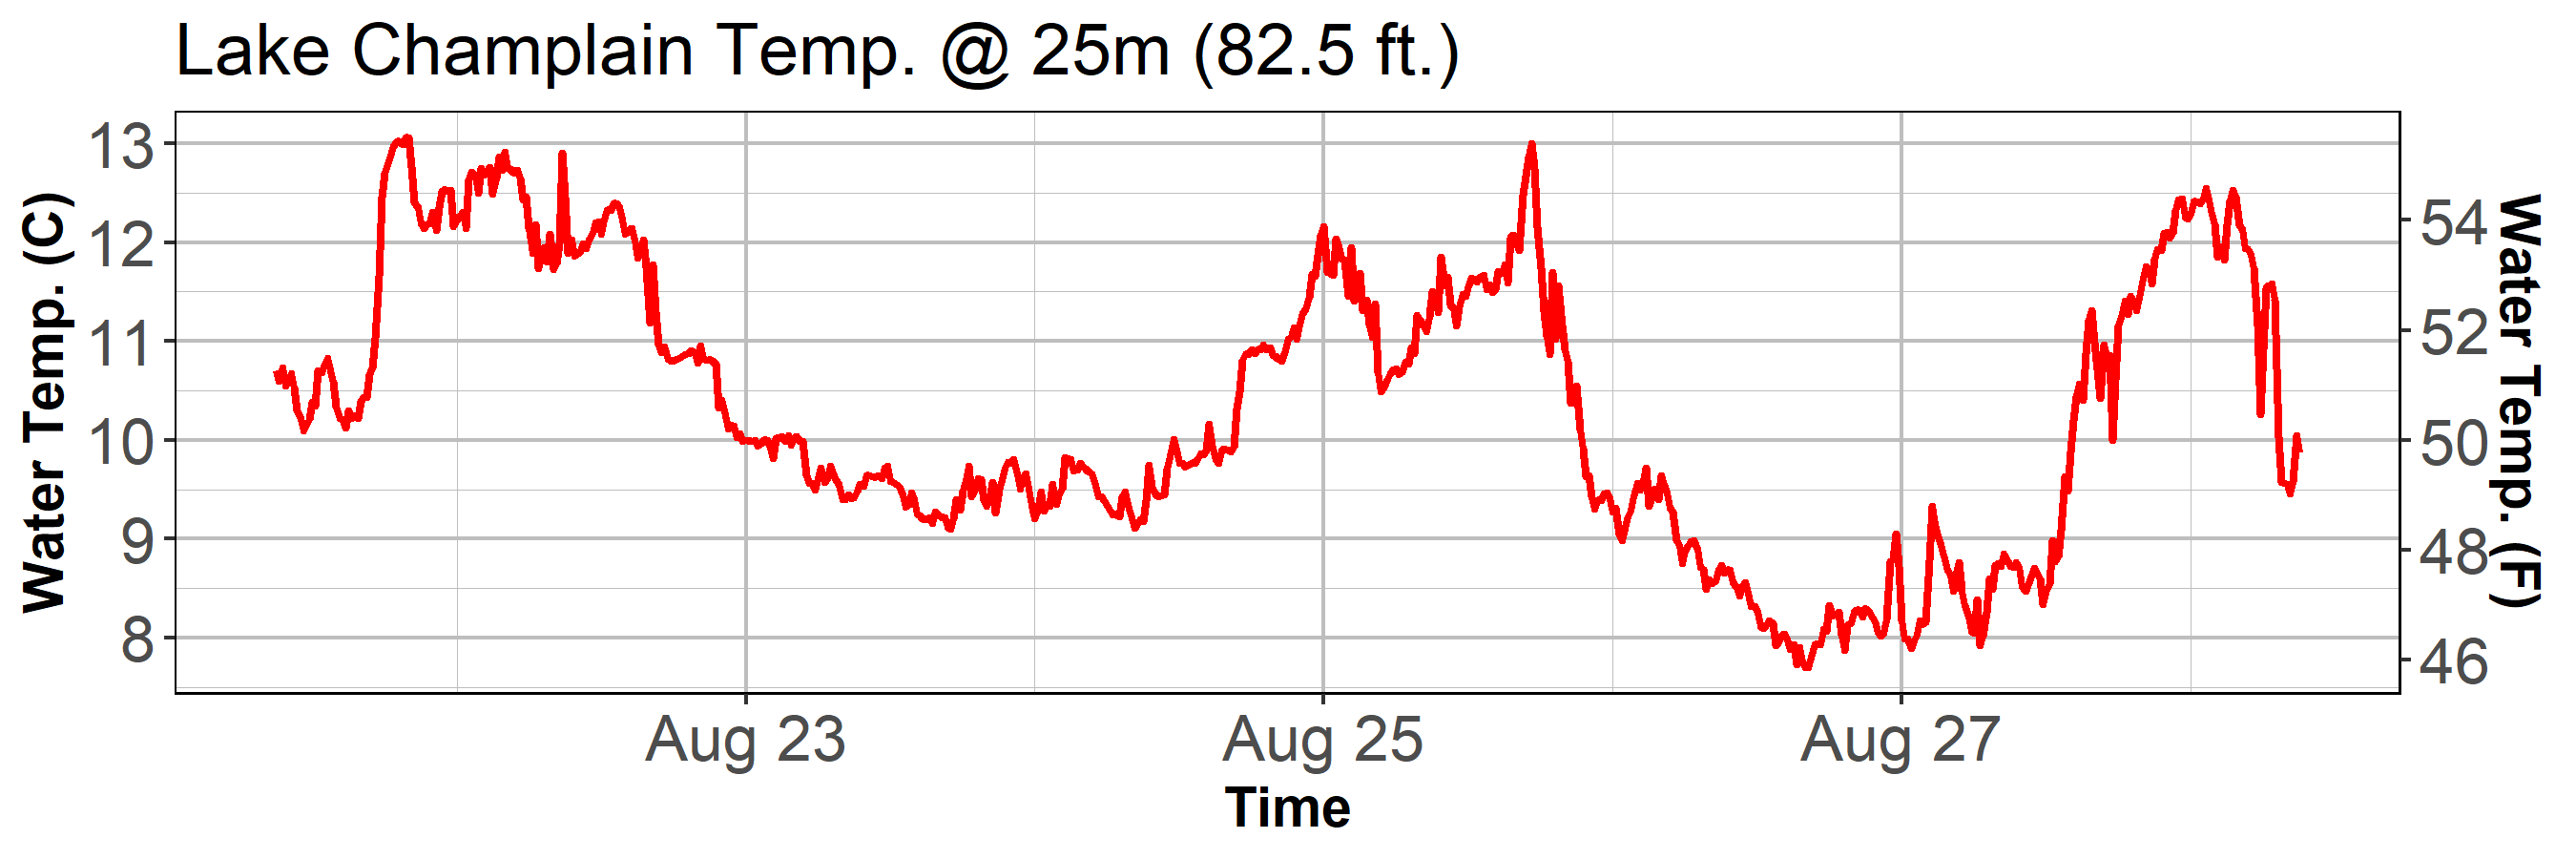 Lake Champlain Temp. @ 25m (82.5 ft.)
Water Temp. (C)
13
12
11
10
9
8
54
52
50
48
46
Water Temp. (F)
Aug 23
Aug 25
Aug 27
Time